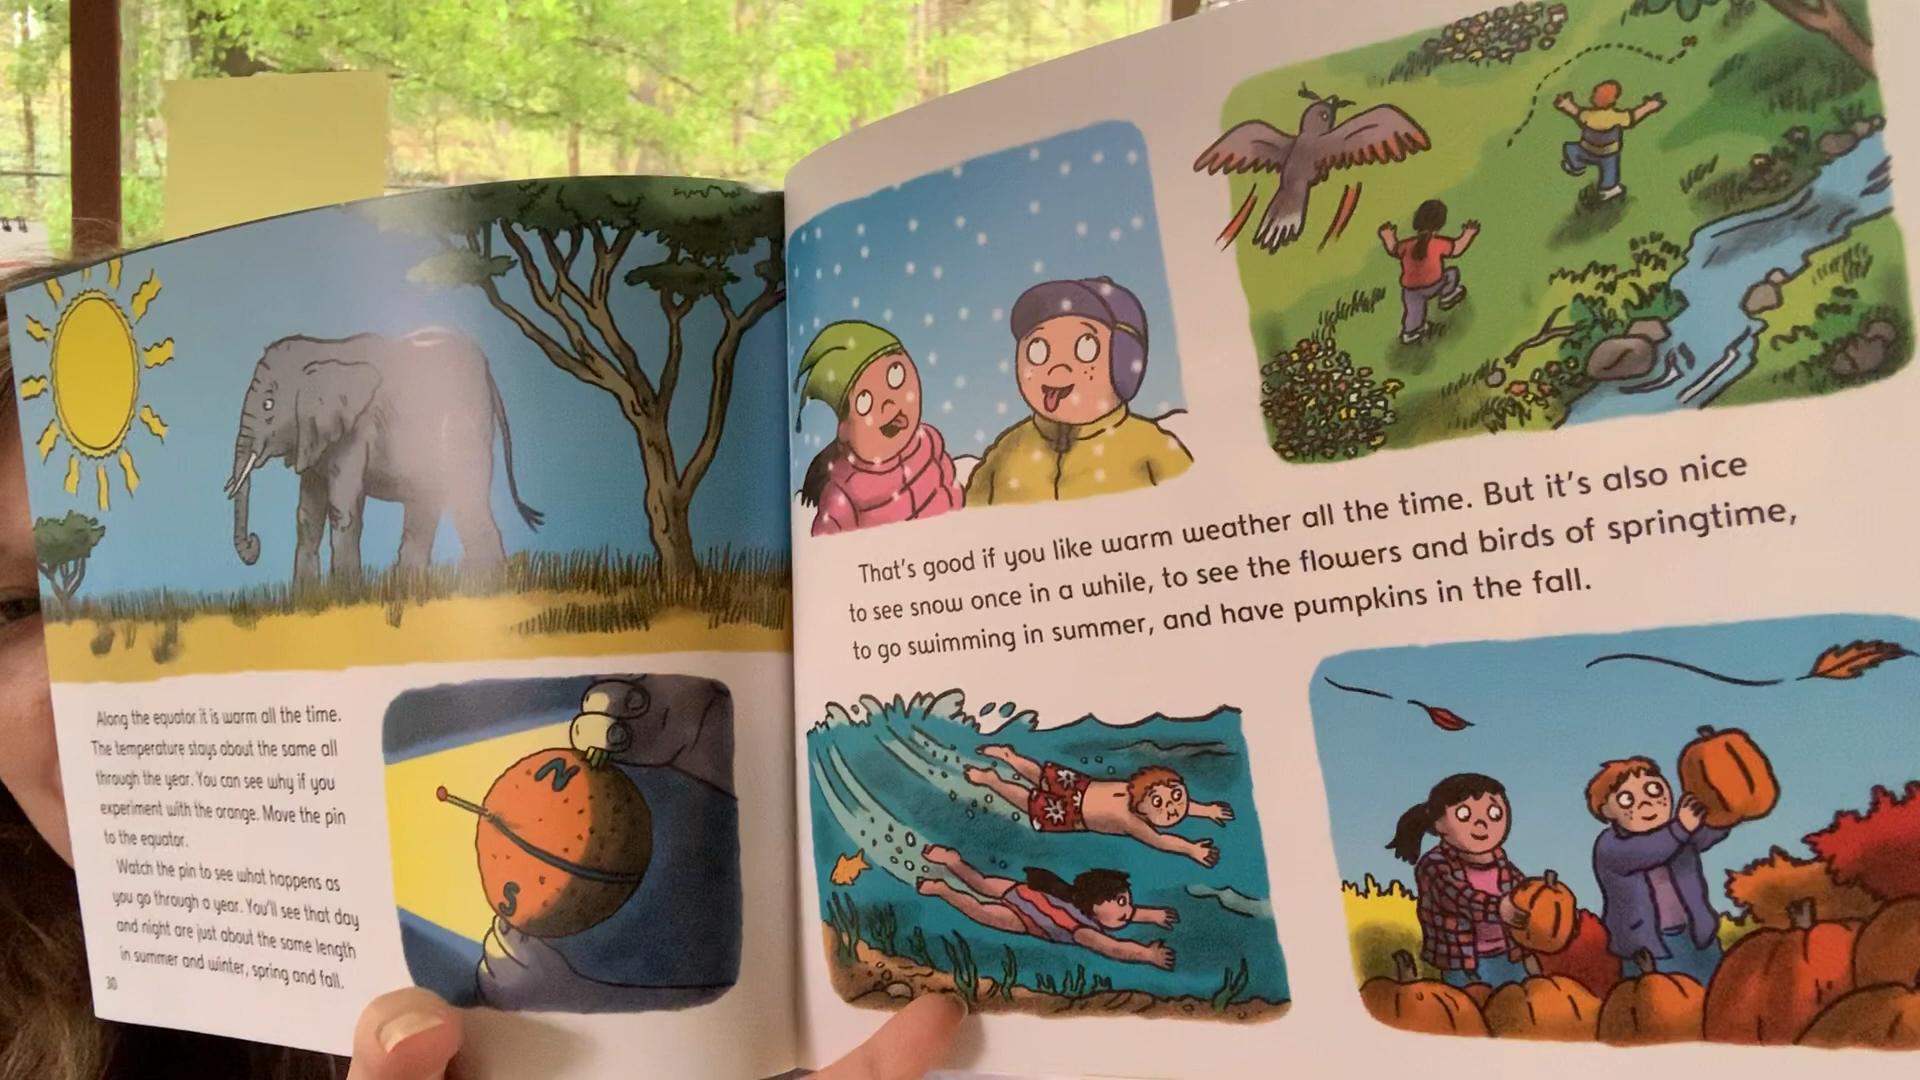 Along the equator it is warm all the time.
The temperature stays about the same all
through the year. You can see why if you
experiment with the orange. Move the pin
to the equator.
Watch the pin to see what happens as
you go through a year. You'll see that day
and night are just about the same length
in summer and winter, spring and fall.
30
N
S
That's good if you like warm weather all the time. But it's also nice
to see snow once in a while, to see the flowers and birds of springtime,
to go swimming in summer, and have pumpkins in the fall.